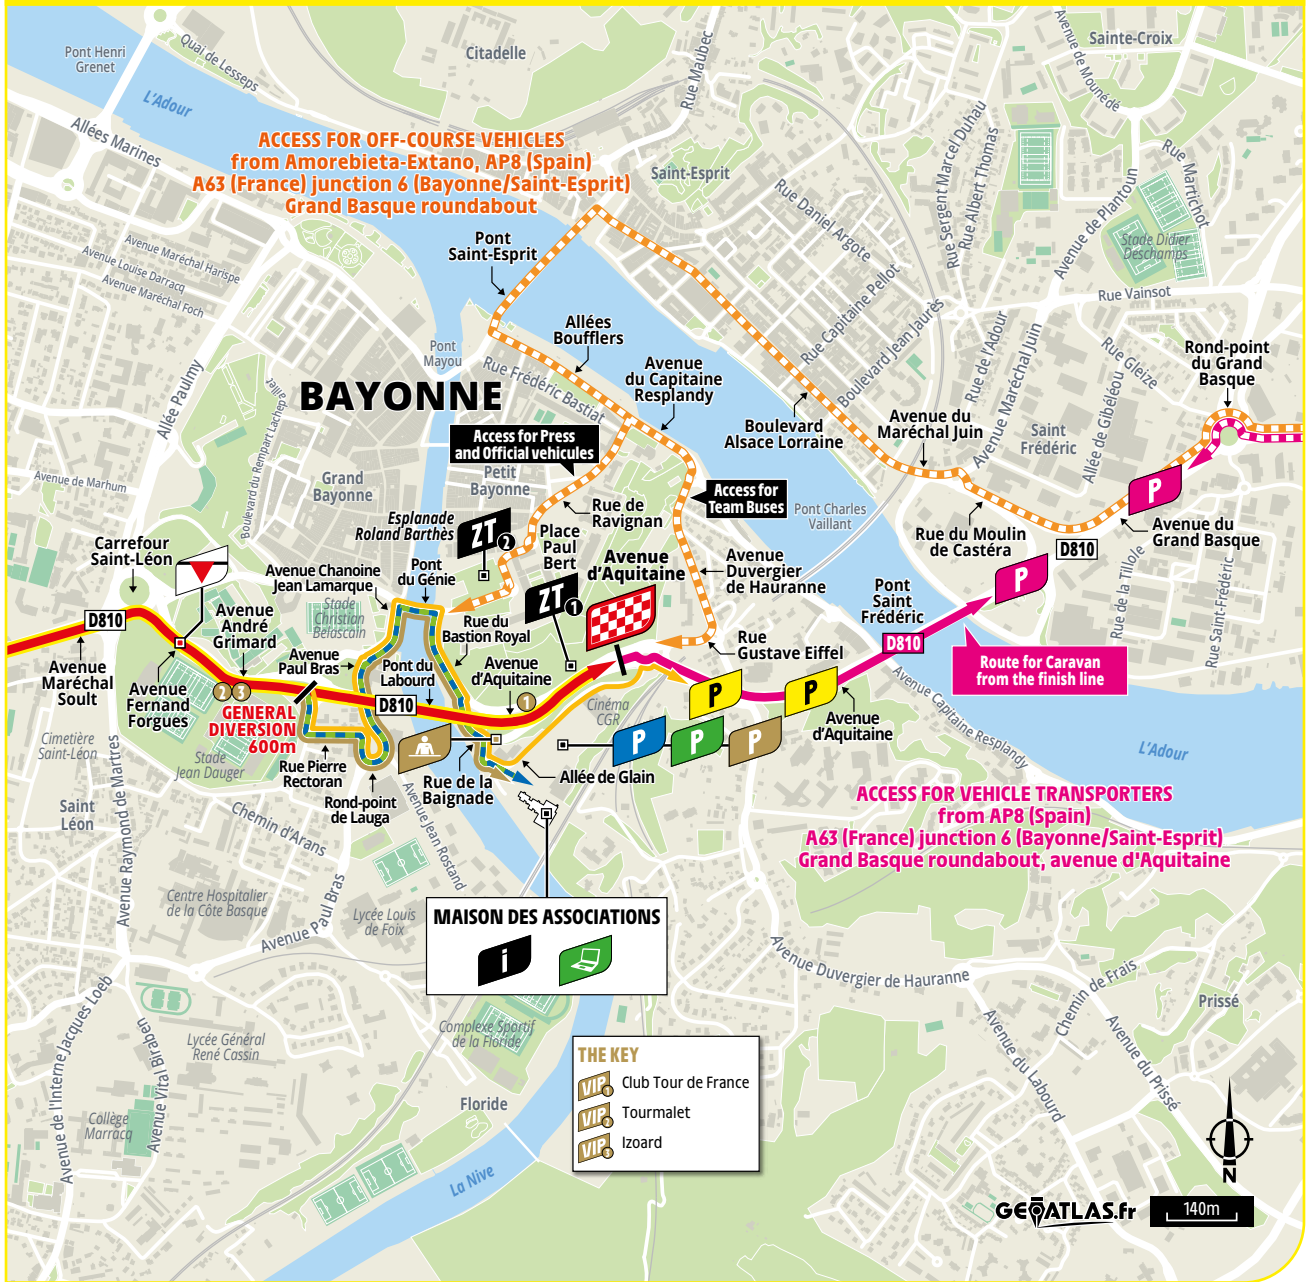 Pont Henri
Grenet
Quai de Lesseps
Citadelle
Rue Maubec
Avenue de Mounédé
Sainte-Croix
L'Adour
Allées Marines
ACCESS FOR OFF-COURSE VEHICLES
from Amorebieta-Extano, AP8 (Spain)
A63 (France) junction 6 (Bayonne/Saint-Esprit)
Grand Basque roundabout
Saint-Esprit
Rue Daniel Argote
Rue Sergent Marcel Duhau
Rue Albert Thomas
Avenue de Plantoun
Rue Martichot
Stade Didier
Deschamps
Avenue Maréchal Harispe
Avenue Louise Darracq
Avenue Maréchal Foch
Pont
Saint-Esprit
Rue Capitaine Pellot
Boulevard Jean Jaurès
Rue Vainsot
Allées
Boufflers
Pont
Mayou
Rue Frédéric Bastiat
Avenue
du Capitaine
Resplandy
Rue de l'Adour
Avenue Maréchal Juin
Rue Gleize
Allée de Gibéléou
Rond-point
du Grand
Basque
Allée Paulmy
BAYONNE
Boulevard du Rempart Lachepaillet
Boulevard
Alsace Lorraine
Avenue du
Maréchal Juin
Saint
Frédéric
Access for Press
and Official vehicules
Petit
Bayonne
Grand
Bayonne
Avenue de Marhum
Access for
Team Buses
P
Rue de
Ravignan
Pont Charles
Vaillant
Esplanade
Roland Barthès
ZT 2
Place
Paul
Bert
Rue du Moulin
de Castéra
D810
Avenue du
Grand Basque
Carrefour
Saint-Léon
Avenue Chanoine
Jean Lamarque
Pont
du Génie
Avenue
d'Aquitaine
Avenue
Duvergier
de Hauranne
P
Rue de la Tillole
Rue Saint-Frédéric
ZT 1
Pont
Saint
Frédéric
D810
Avenue
André
Grimard
Stade
Christian
Belascain
Rue du
Bastion Royal
Rue
Gustave Eiffel
D810
Route for Caravan
from the finish line
Avenue
Maréchal
Soult
Avenue
Paul Bras
Pont du
Labourd
Avenue
d'Aquitaine
Avenue
Fernand
Forgues
2 3
D810
1
P
P
Avenue Capitaine Resplandy
GENERAL
DIVERSION
600m
Cinéma
CGR
Avenue
d'Aquitaine
L'Adour
Cimetière
Saint-Léon
Stade
Jean Dauger
P
P
P
Rue Pierre
Rectoran
Rue de la
Baignade
Allée de Glain
Rond-point
de Lauga
ACCESS FOR VEHICLE TRANSPORTERS
from AP8 (Spain)
A63 (France) junction 6 (Bayonne/Saint-Esprit)
Grand Basque roundabout, avenue d'Aquitaine
Saint
Léon
Avenue Raymond de Martres
Chemin d'Arans
Avenue Jean Rostand
Centre Hospitalier
de la Côte Basque
Avenue Paul Bras
Lycée Louis
de Foix
MAISON DES ASSOCIATIONS
i
Avenue Duvergier de Hauranne
Chemin de Frais
Prissé
Avenue de l'Interne Jacques Loeb
Avenue Vital Biraben
Lycée Général
René Cassin
Complexe Sportif
de la Floride
Avenue du Labourd
Avenue du Prissé
Collège
Marracq
Floride
THE KEY
VIP 1 Club Tour de France
VIP 2 Tourmalet
VIP 3 Izoard
La Nive
N
GEOATLAS.fr
140m